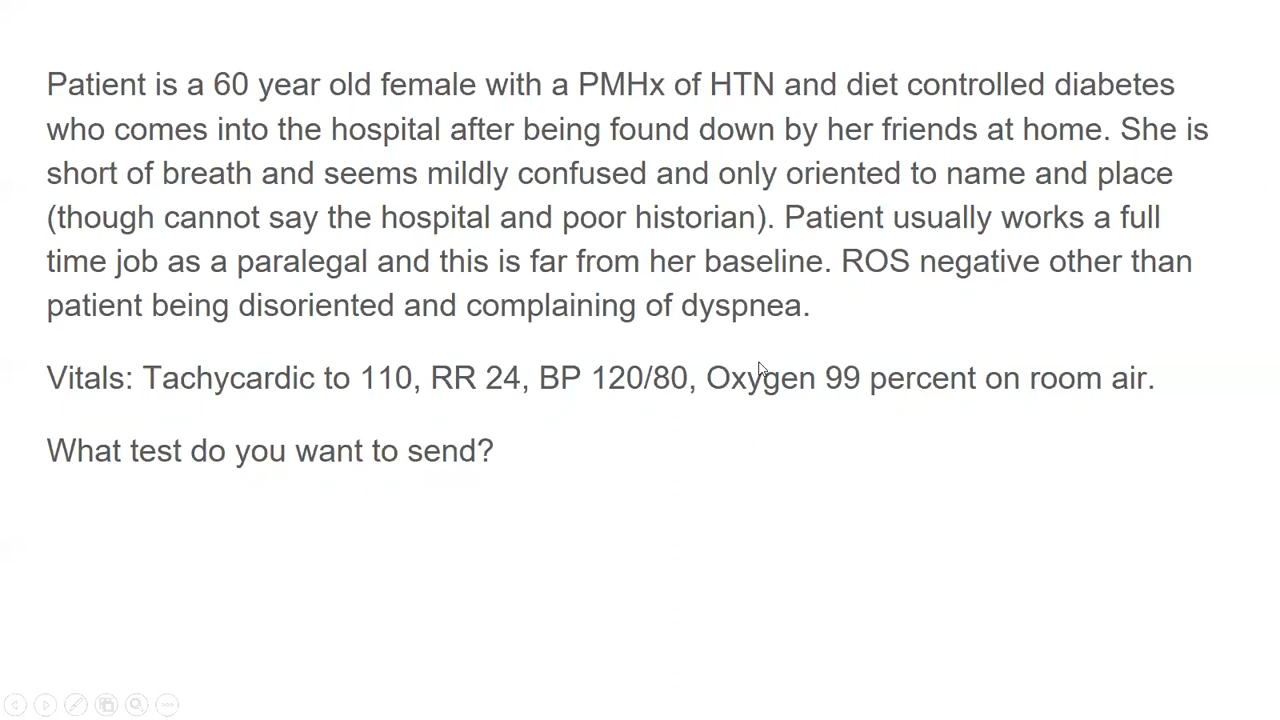 Patient is a 60 year old female with a PMHx of HTN and diet controlled diabetes
who comes into the hospital after being found down by her friends at home. She is
short of breath and seems mildly confused and only oriented to name and place
(though cannot say the hospital and poor historian). Patient usually works a full
time job as a paralegal and this is far from her baseline. ROS negative other than
patient being disoriented and complaining of dyspnea.
Vitals: Tachycardic to 110, RR 24, BP 120/80, Oxygen 99 percent on room air.
What test do you want to send?